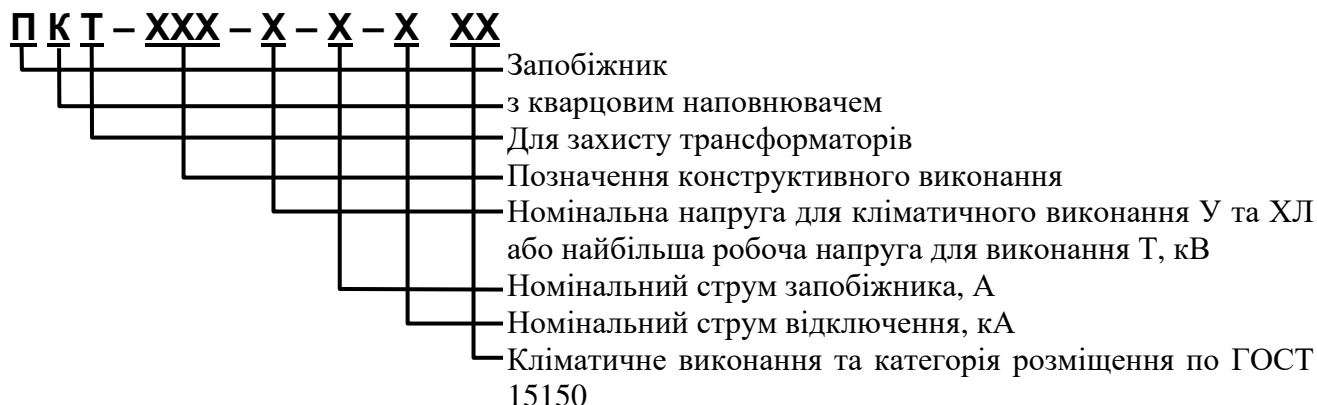 П К Т – ХХХ – Х – Х – Х ХХ
Запобіжник
з кварцовим наповнювачем
Для захисту трансформаторів
Позначення конструктивного виконання
Номінальна напруга для кліматичного виконання У та ХЛ
або найбільша робоча напруга для виконання Т, кВ
Номінальний струм запобіжника, А
Номінальний струм відключення, кА
Кліматичне виконання та категорія розміщення по ГОСТ
15150